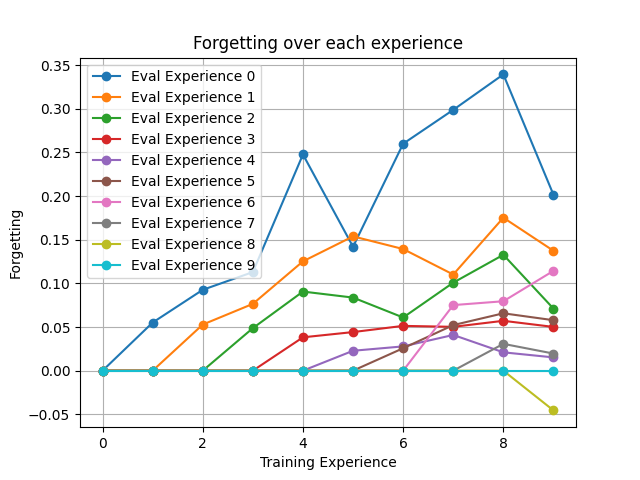 Forgetting over each experience
0.35
0.30
0.25
0.20
0.15
0.10
0.05
0.00
−0.05
Forgetting
Eval Experience 0
Eval Experience 1
Eval Experience 2
Eval Experience 3
Eval Experience 4
Eval Experience 5
Eval Experience 6
Eval Experience 7
Eval Experience 8
Eval Experience 9
0 2 4 6 8
Training Experience